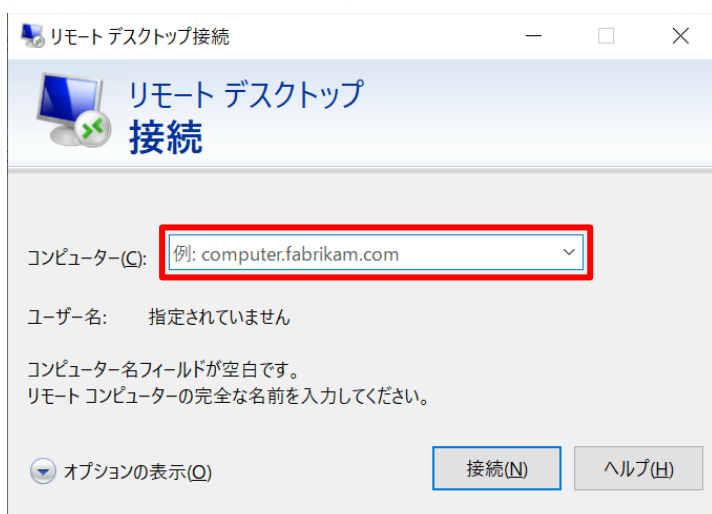 リモート デスクトップ接続
リモート デスクトップ
接続
コンピューター(C):
例: computer.fabrikam.com
ユーザー名: 指定されていません
コンピューター名フィールドが空白です。
リモート コンピューターの完全な名前を入力してください。
オプションの表示(O) 接続(N) ヘルプ(H)